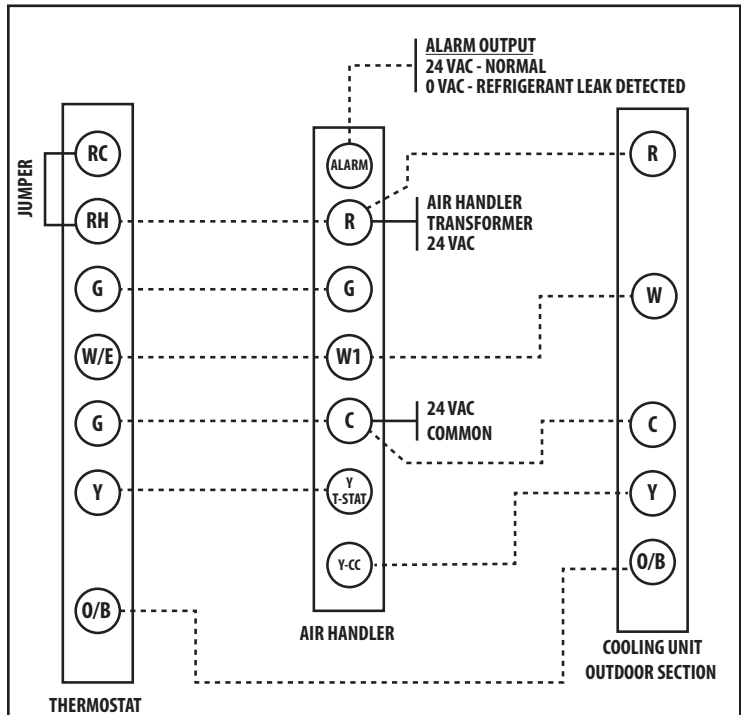 ALARM OUTPUT
24 VAC - NORMAL
0 VAC - REFRIGERANT LEAK DETECTED
JUMPER
RC
RH
G
W/E
G
Y
O/B
THERMOSTAT
ALARM
R
AIR HANDLER
TRANSFORMER
24 VAC
G
W1
C
24 VAC
COMMON
Y
T-STAT
Y-CC
AIR HANDLER
R
W
C
Y
O/B
COOLING UNIT
OUTDOOR SECTION